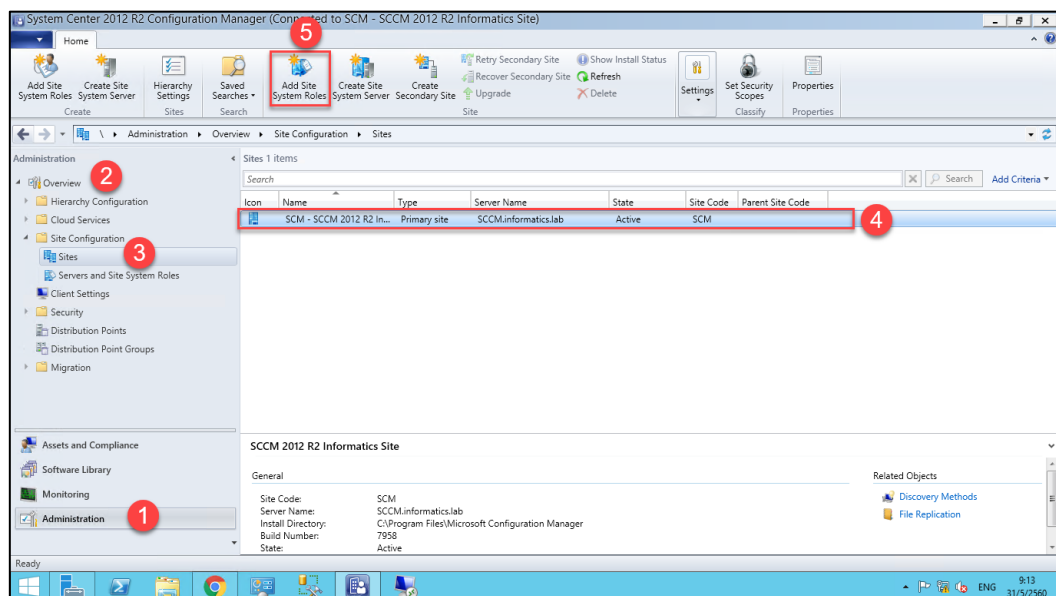 System Center 2012 R2 Configuration Manager (Connected to SCM - SCCM 2012 R2 Informatics Site)
5
Home
Add Site System Roles
Create Site System Server
Hierarchy Settings
Saved Searches
Add Site System Roles
Create Site System Server
Create Secondary Site
Retry Secondary Site
Recover Secondary Site
Upgrade
Show Install Status
Refresh
Delete
Settings
Set Security Scopes
Properties
Create
Sites
Search
Site
Classify
Properties
\ Administration Overview Site Configuration Sites
Administration
Overview
2
Hierarchy Configuration
Cloud Services
Site Configuration
Sites
3
Servers and Site System Roles
Client Settings
Security
Distribution Points
Distribution Point Groups
Migration
Assets and Compliance
Software Library
Monitoring
Administration
1
Sites 1 items
Search
Search
Add Criteria
Icon Name Type Server Name State Site Code Parent Site Code
SCM - SCCM 2012 R2 In... Primary site SCCM.informatics.lab Active SCM
4
SCCM 2012 R2 Informatics Site
General
Site Code: SCM
Server Name: SCCM.informatics.lab
Install Directory: C:\Program Files\Microsoft Configuration Manager
Build Number: 7958
State: Active
Related Objects
Discovery Methods
File Replication
Ready
ENG
9:13
31/5/2560